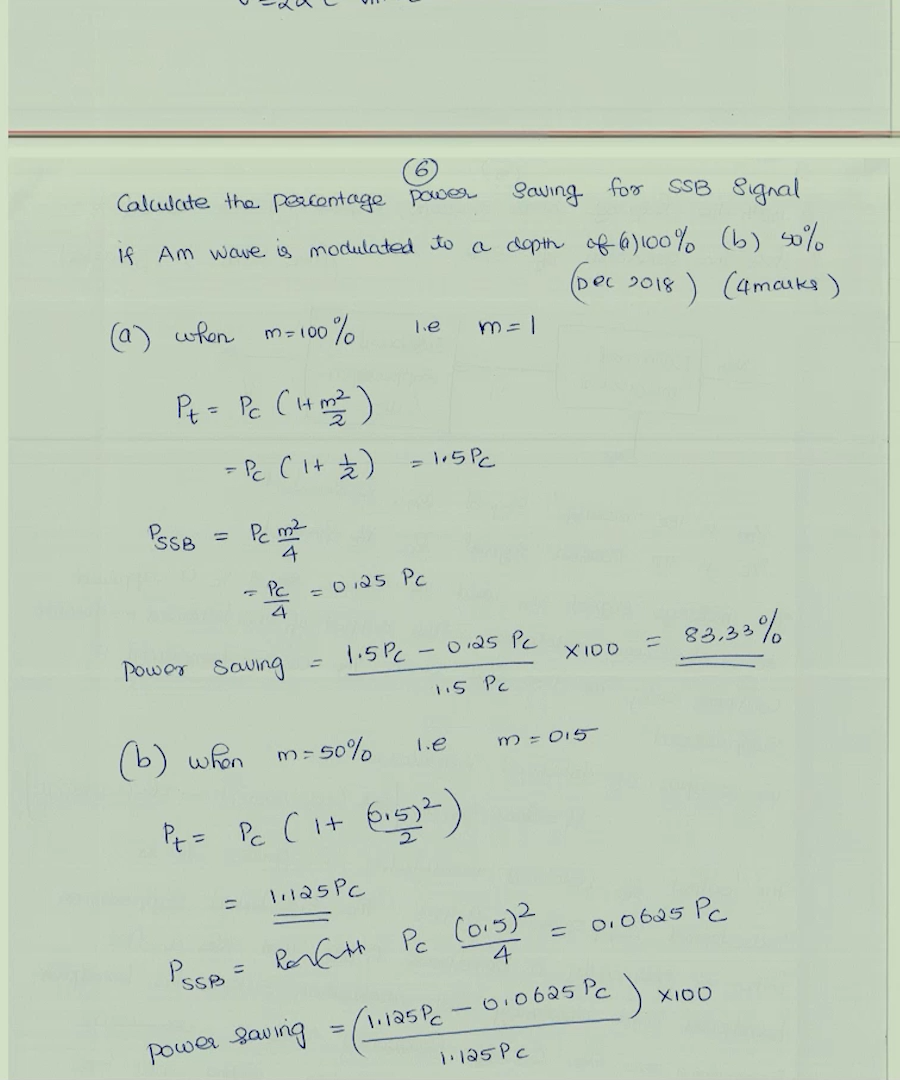 (6)
Calculate the percentage power saving for SSB Signal
if Am wave is modulated to a depth of (a) 100% (b) 50%
(Dec 2018) (4 marks)
(a) when m=100% i.e m=1
Pt = Pc (1+ m²/2)
= Pc (1+ 1/2) = 1.5 Pc
PSSB = Pc m²/4
= Pc/4 = 0.25 Pc
Power saving = (1.5 Pc - 0.25 Pc)/(1.5 Pc) x100 = 83.33%
(b) when m=50% i.e m=0.5
Pt = Pc (1+ (0.5)²/2)
= 1.125 Pc
PSSB = Pc (0.5)²/4 = 0.0625 Pc
power saving = ((1.125 Pc - 0.0625 Pc)/(1.125 Pc)) x100